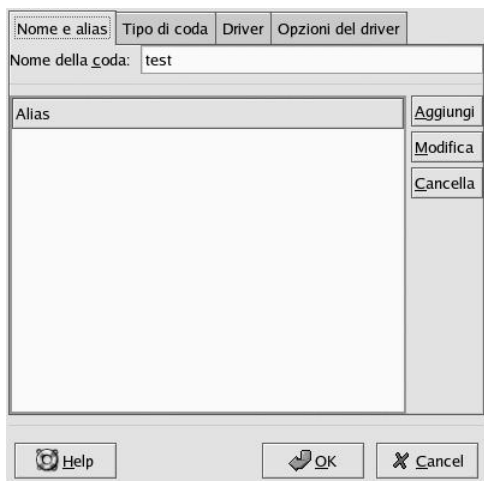 Nome e alias Tipo di coda Driver Opzioni del driver
Nome della coda: test
Alias
Aggiungi
Modifica
Cancella
Help OK Cancel